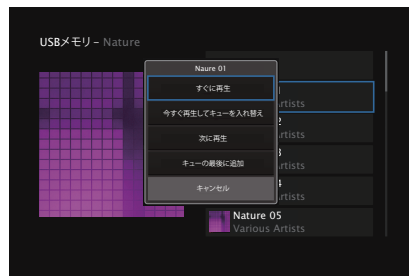 USBメモリ – Nature
Naure 01
すぐに再生
今すぐ再生してキューを入れ替え
次に再生
キューの最後に追加
キャンセル
1
Artists
2
Artists
3
Artists
4
Artists
Nature 05
Various Artists